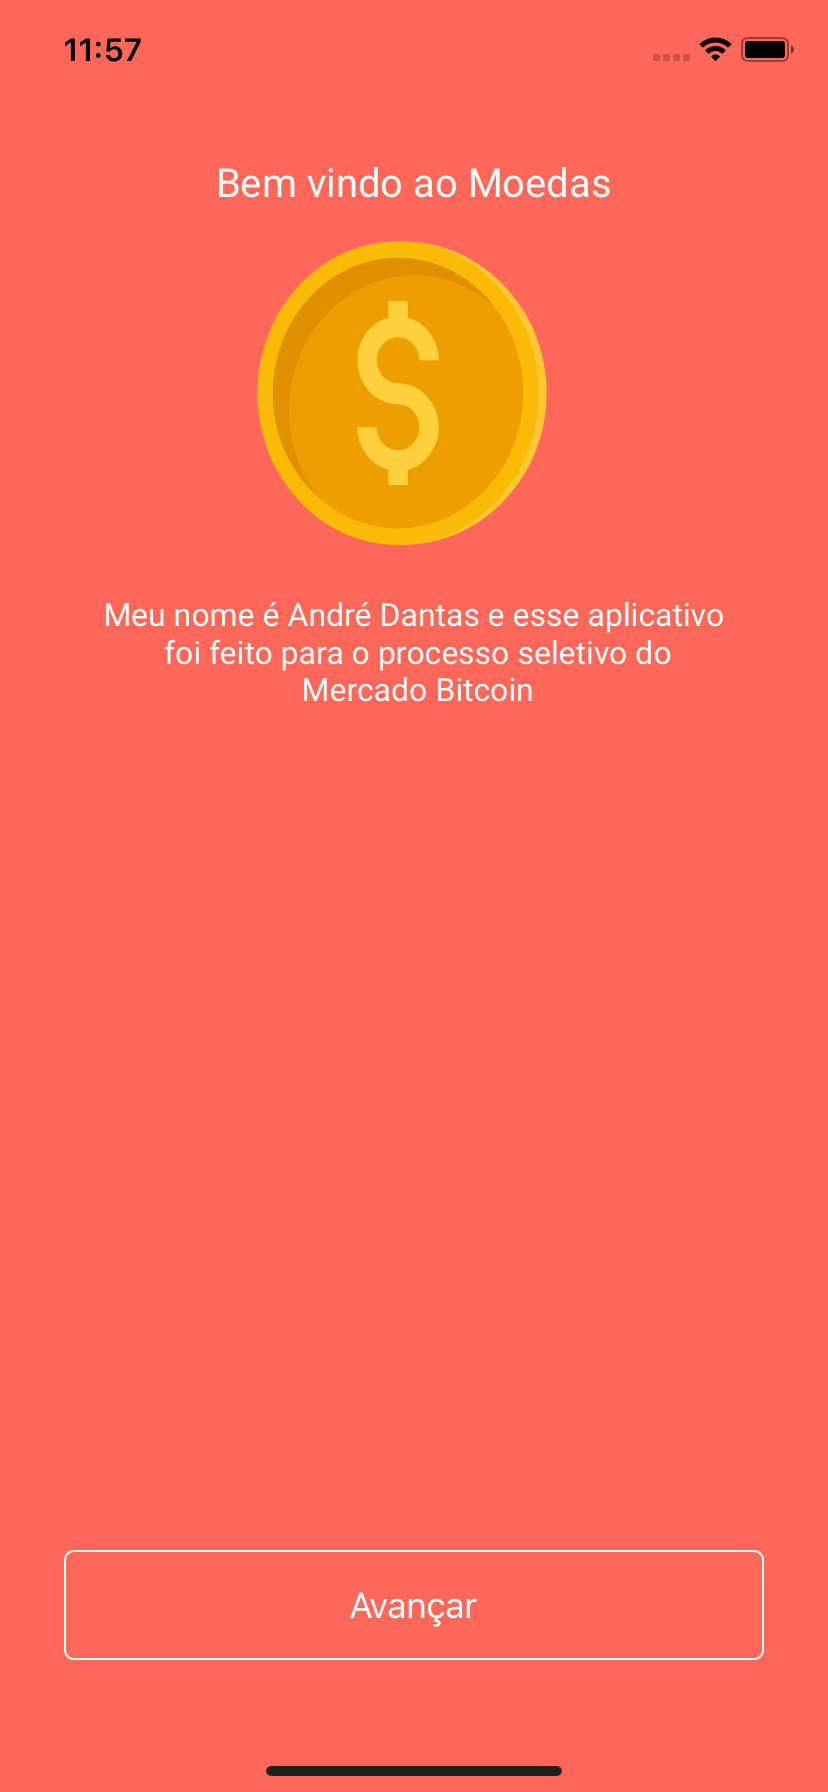 11:57
Bem vindo ao Moedas
$
Meu nome é André Dantas e esse aplicativo
foi feito para o processo seletivo do
Mercado Bitcoin
Avançar